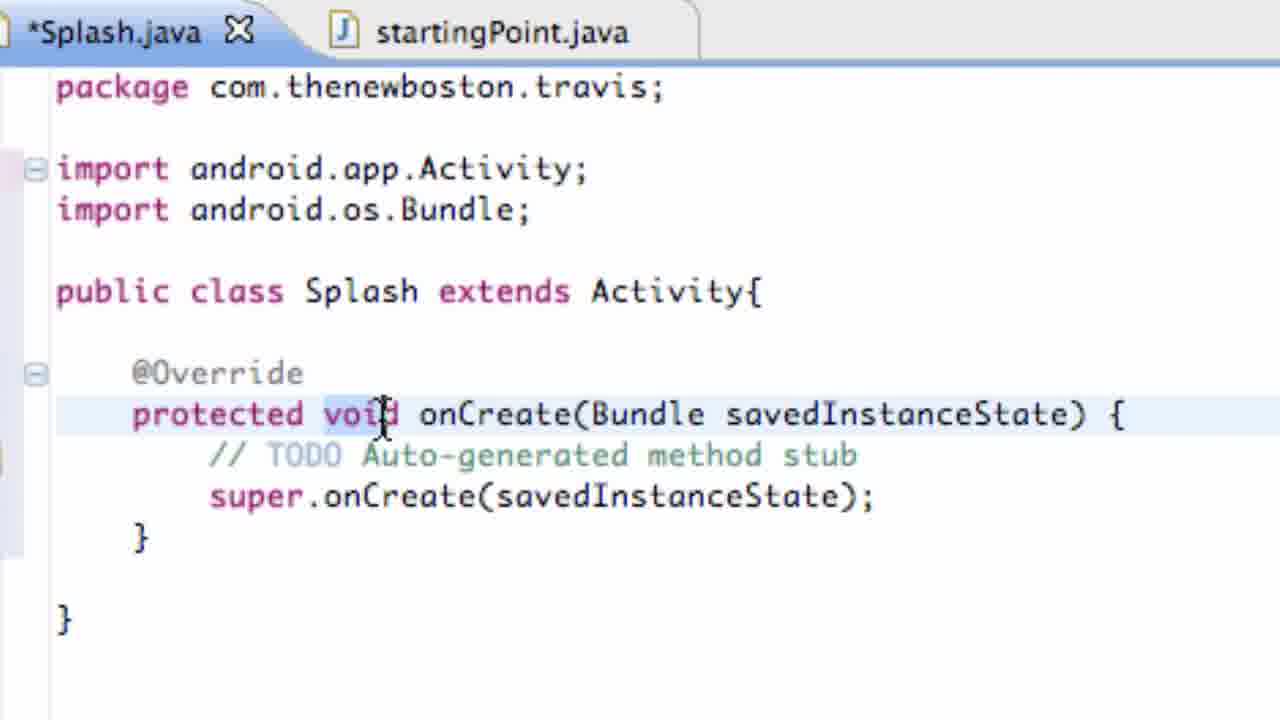 *Splash.java startingPoint.java
package com.thenewboston.travis;
import android.app.Activity;
import android.os.Bundle;
public class Splash extends Activity{
@Override
protected void onCreate(Bundle savedInstanceState) {
// TODO Auto-generated method stub
super.onCreate(savedInstanceState);
}
}